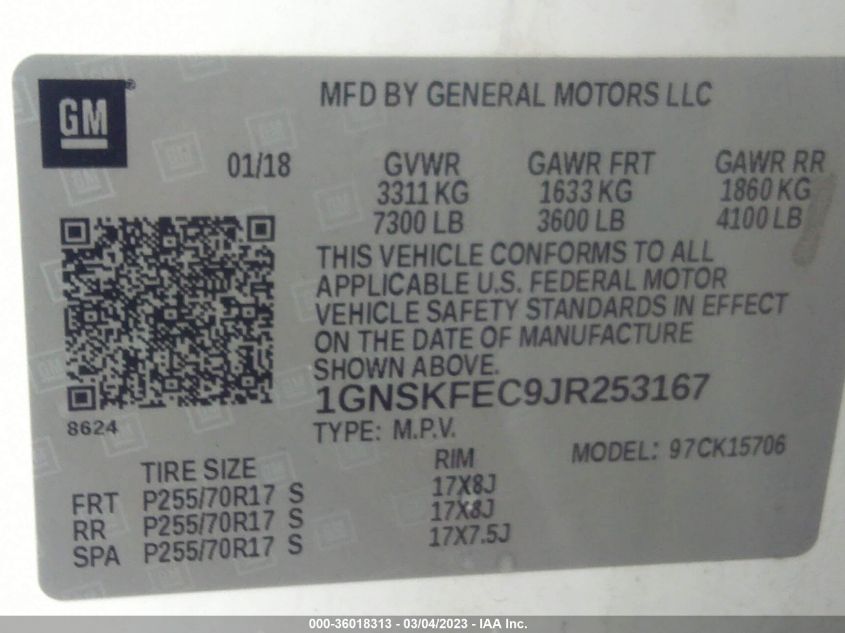 GM ®
MFD BY GENERAL MOTORS LLC
01/18 GVWR GAWR FRT GAWR RR
3311 KG 1633 KG 1860 KG
7300 LB 3600 LB 4100 LB
THIS VEHICLE CONFORMS TO ALL
APPLICABLE U.S. FEDERAL MOTOR
VEHICLE SAFETY STANDARDS IN EFFECT
ON THE DATE OF MANUFACTURE
SHOWN ABOVE.
1GNSKFEC9JR253167
8624
TYPE: M.P.V. MODEL: 97CK15706
TIRE SIZE RIM
FRT P255/70R17 S 17X8J
RR P255/70R17 S 17X8J
SPA P255/70R17 S 17X7.5J
000-36018313 - 03/04/2023 - IAA Inc.